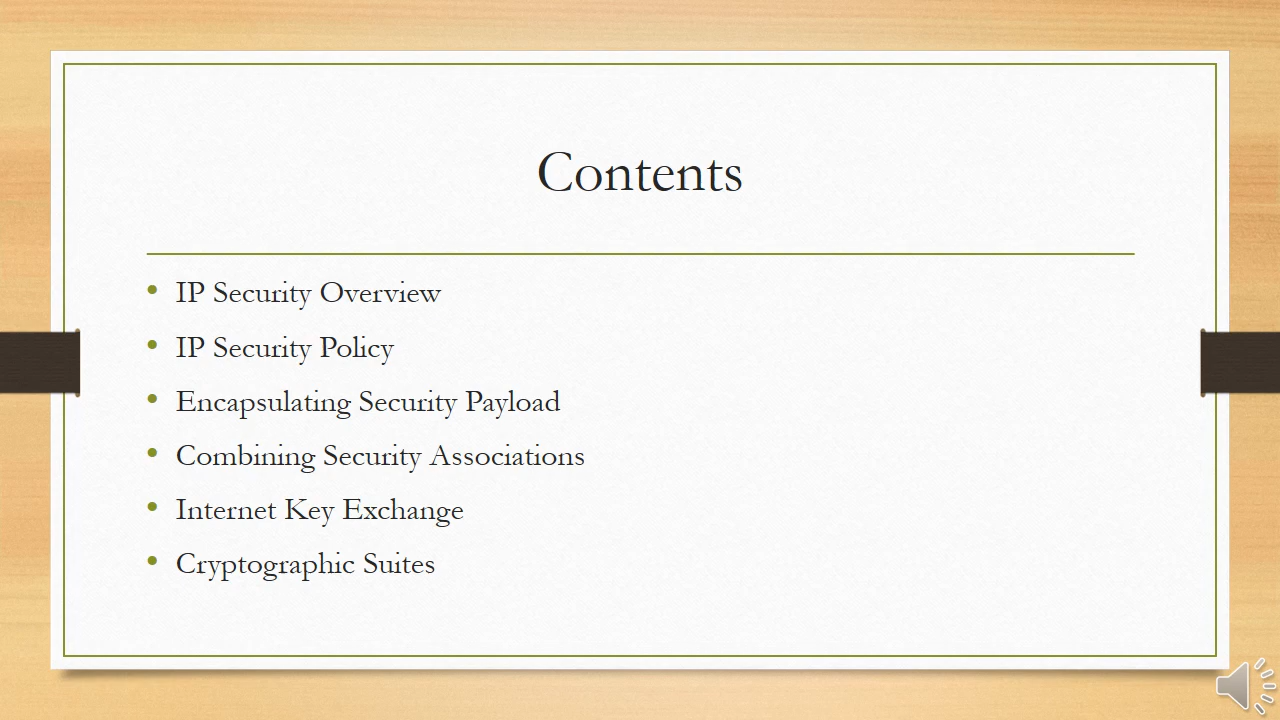 Contents
• IP Security Overview
• IP Security Policy
• Encapsulating Security Payload
• Combining Security Associations
• Internet Key Exchange
• Cryptographic Suites